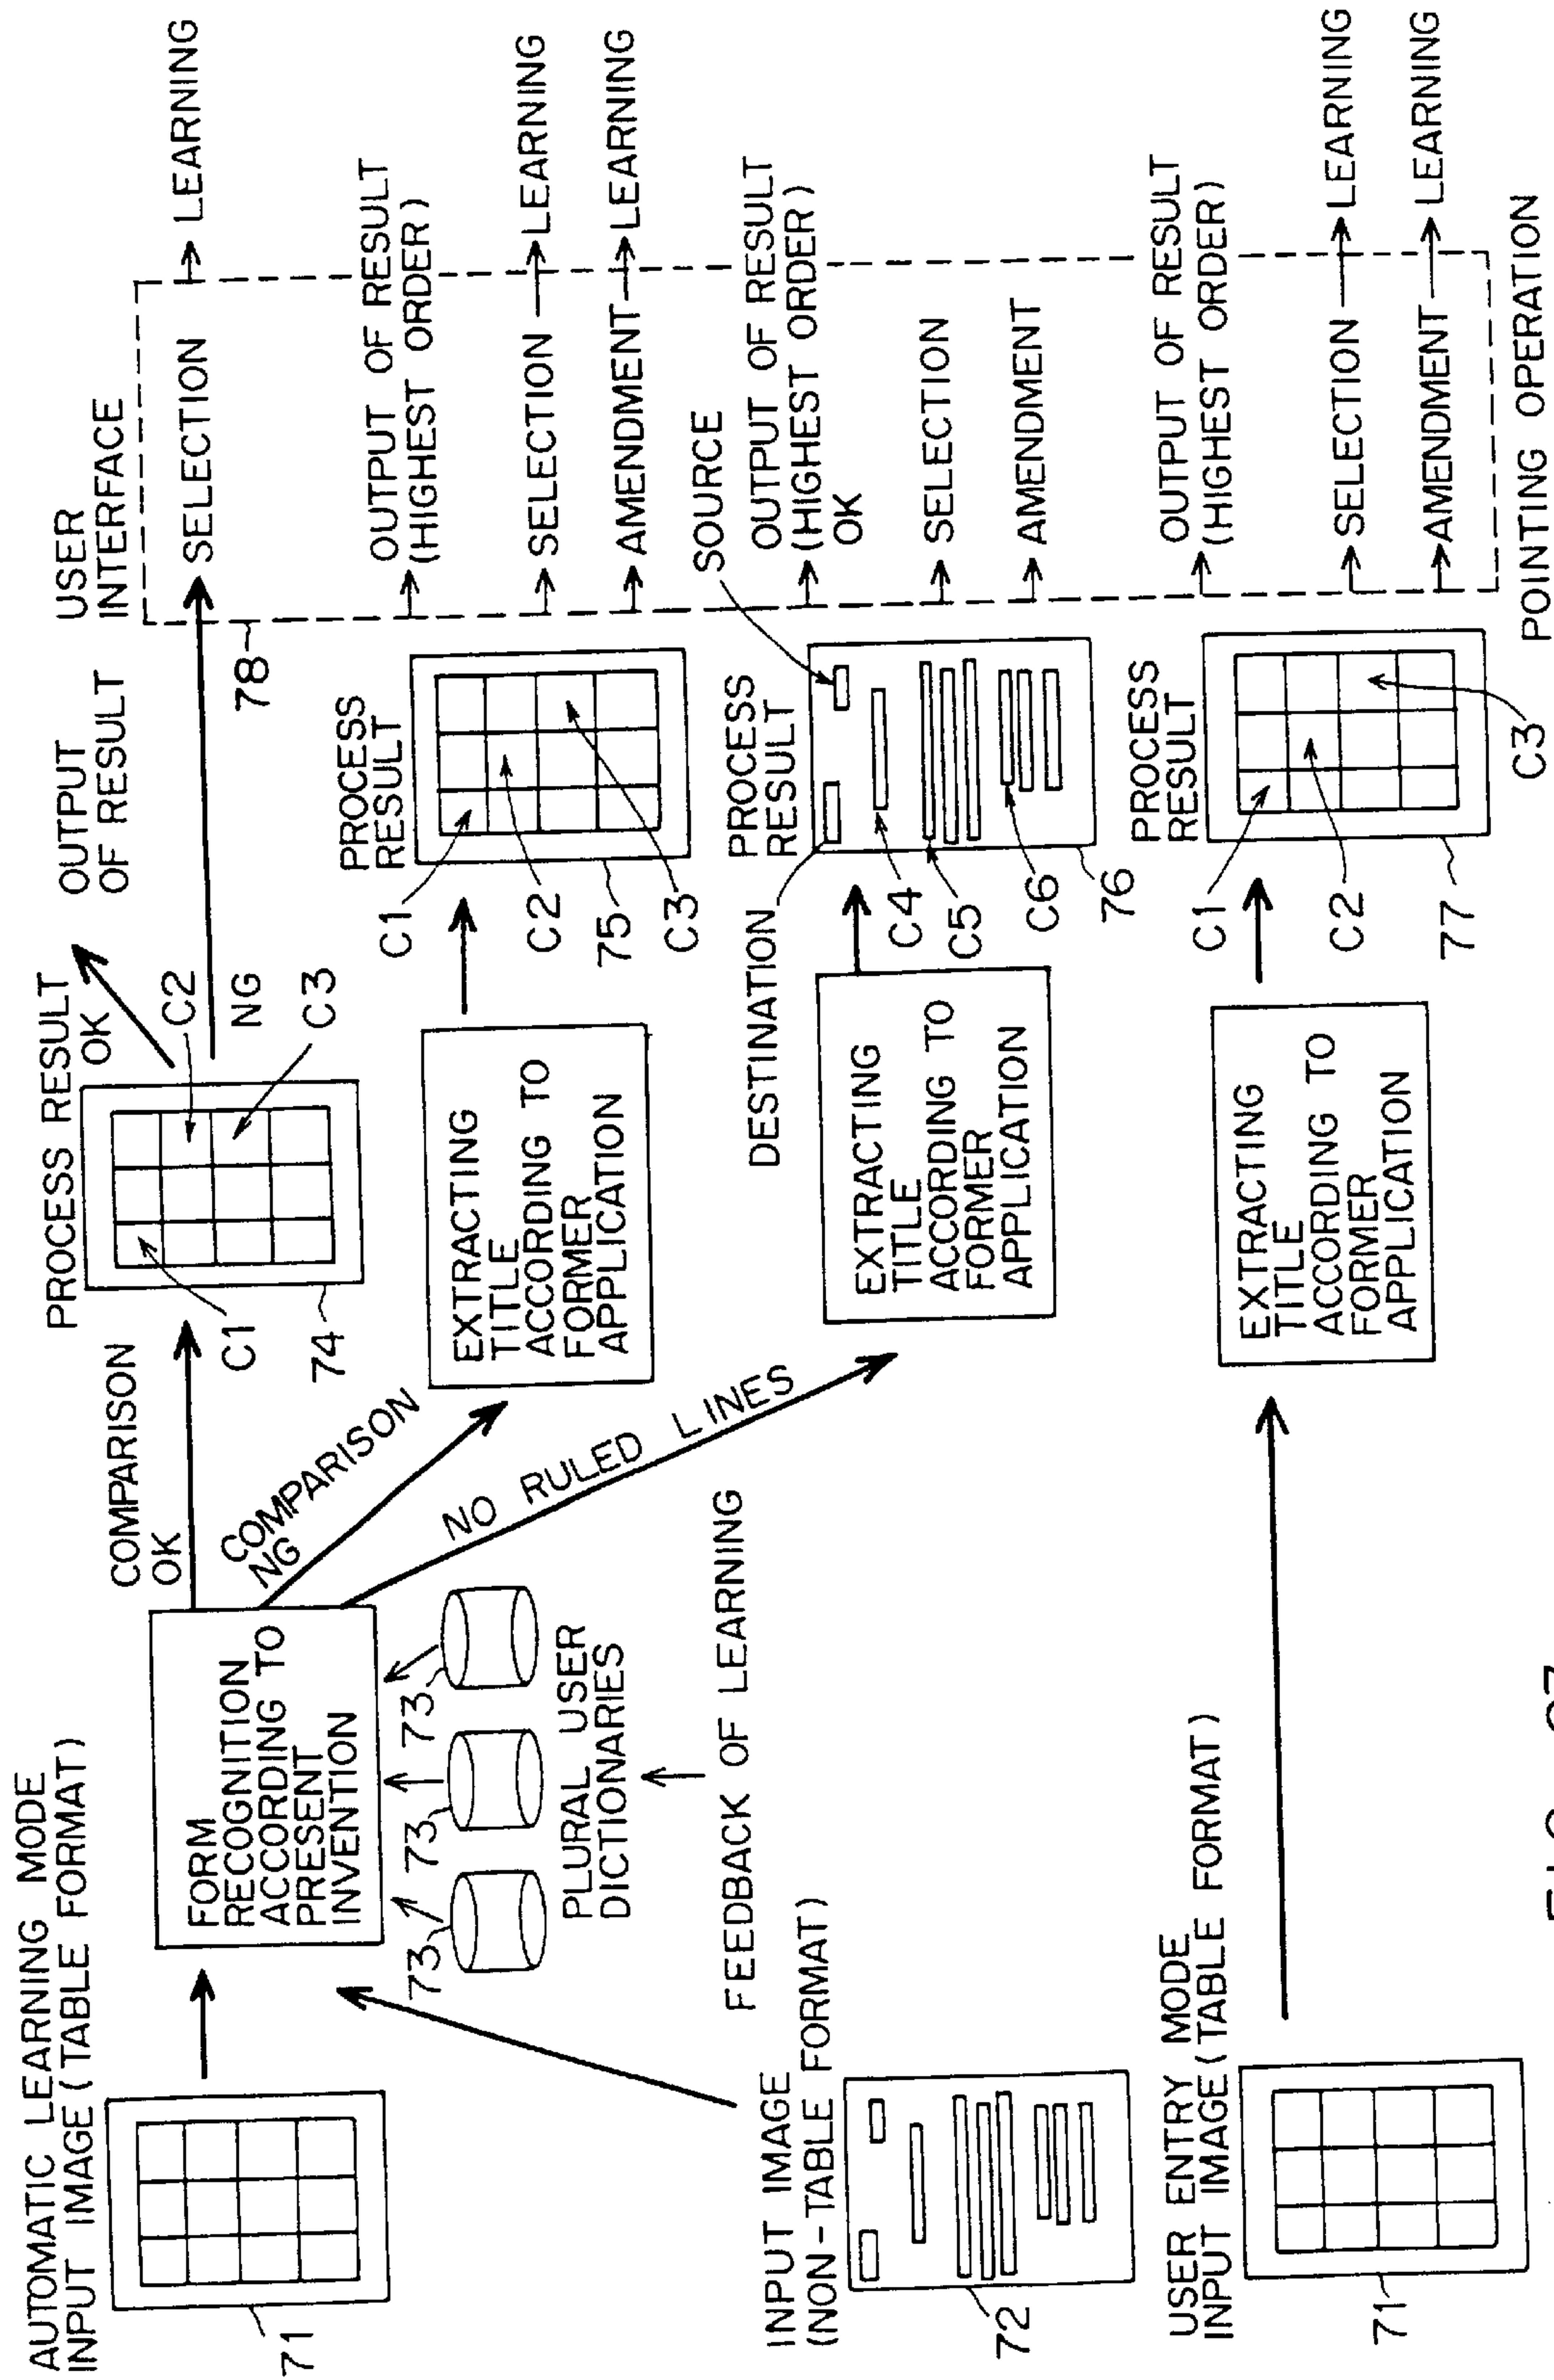 AUTOMATIC LEARNING MODE
INPUT IMAGE (TABLE FORMAT)
71
FORM
RECOGNITION
ACCORDING TO
PRESENT
INVENTION
73
73
73
PLURAL USER
DICTIONARIES
FEEDBACK OF LEARNING
COMPARISON
OK
COMPARISON
NG
NO RULED LINES
PROCESS RESULT
OK
C1
C2
NG
C3
74
OUTPUT
OF RESULT
USER
INTERFACE
78
SELECTION
LEARNING
EXTRACTING
TITLE
ACCORDING TO
FORMER
APPLICATION
PROCESS
RESULT
C1
C2
75
C3
OUTPUT OF RESULT
(HIGHEST ORDER)
SELECTION
LEARNING
AMENDMENT
LEARNING
INPUT IMAGE
(NON-TABLE FORMAT)
72
EXTRACTING
TITLE
ACCORDING TO
FORMER
APPLICATION
DESTINATION
PROCESS
RESULT
SOURCE
C4
C5
C6
76
OUTPUT OF RESULT
(HIGHEST ORDER)
OK
SELECTION
AMENDMENT
USER ENTRY MODE
INPUT IMAGE (TABLE FORMAT)
71
EXTRACTING
TITLE
ACCORDING TO
FORMER
APPLICATION
PROCESS
RESULT
C1
C2
77
C3
OUTPUT OF RESULT
(HIGHEST ORDER)
SELECTION
LEARNING
AMENDMENT
LEARNING
POINTING OPERATION